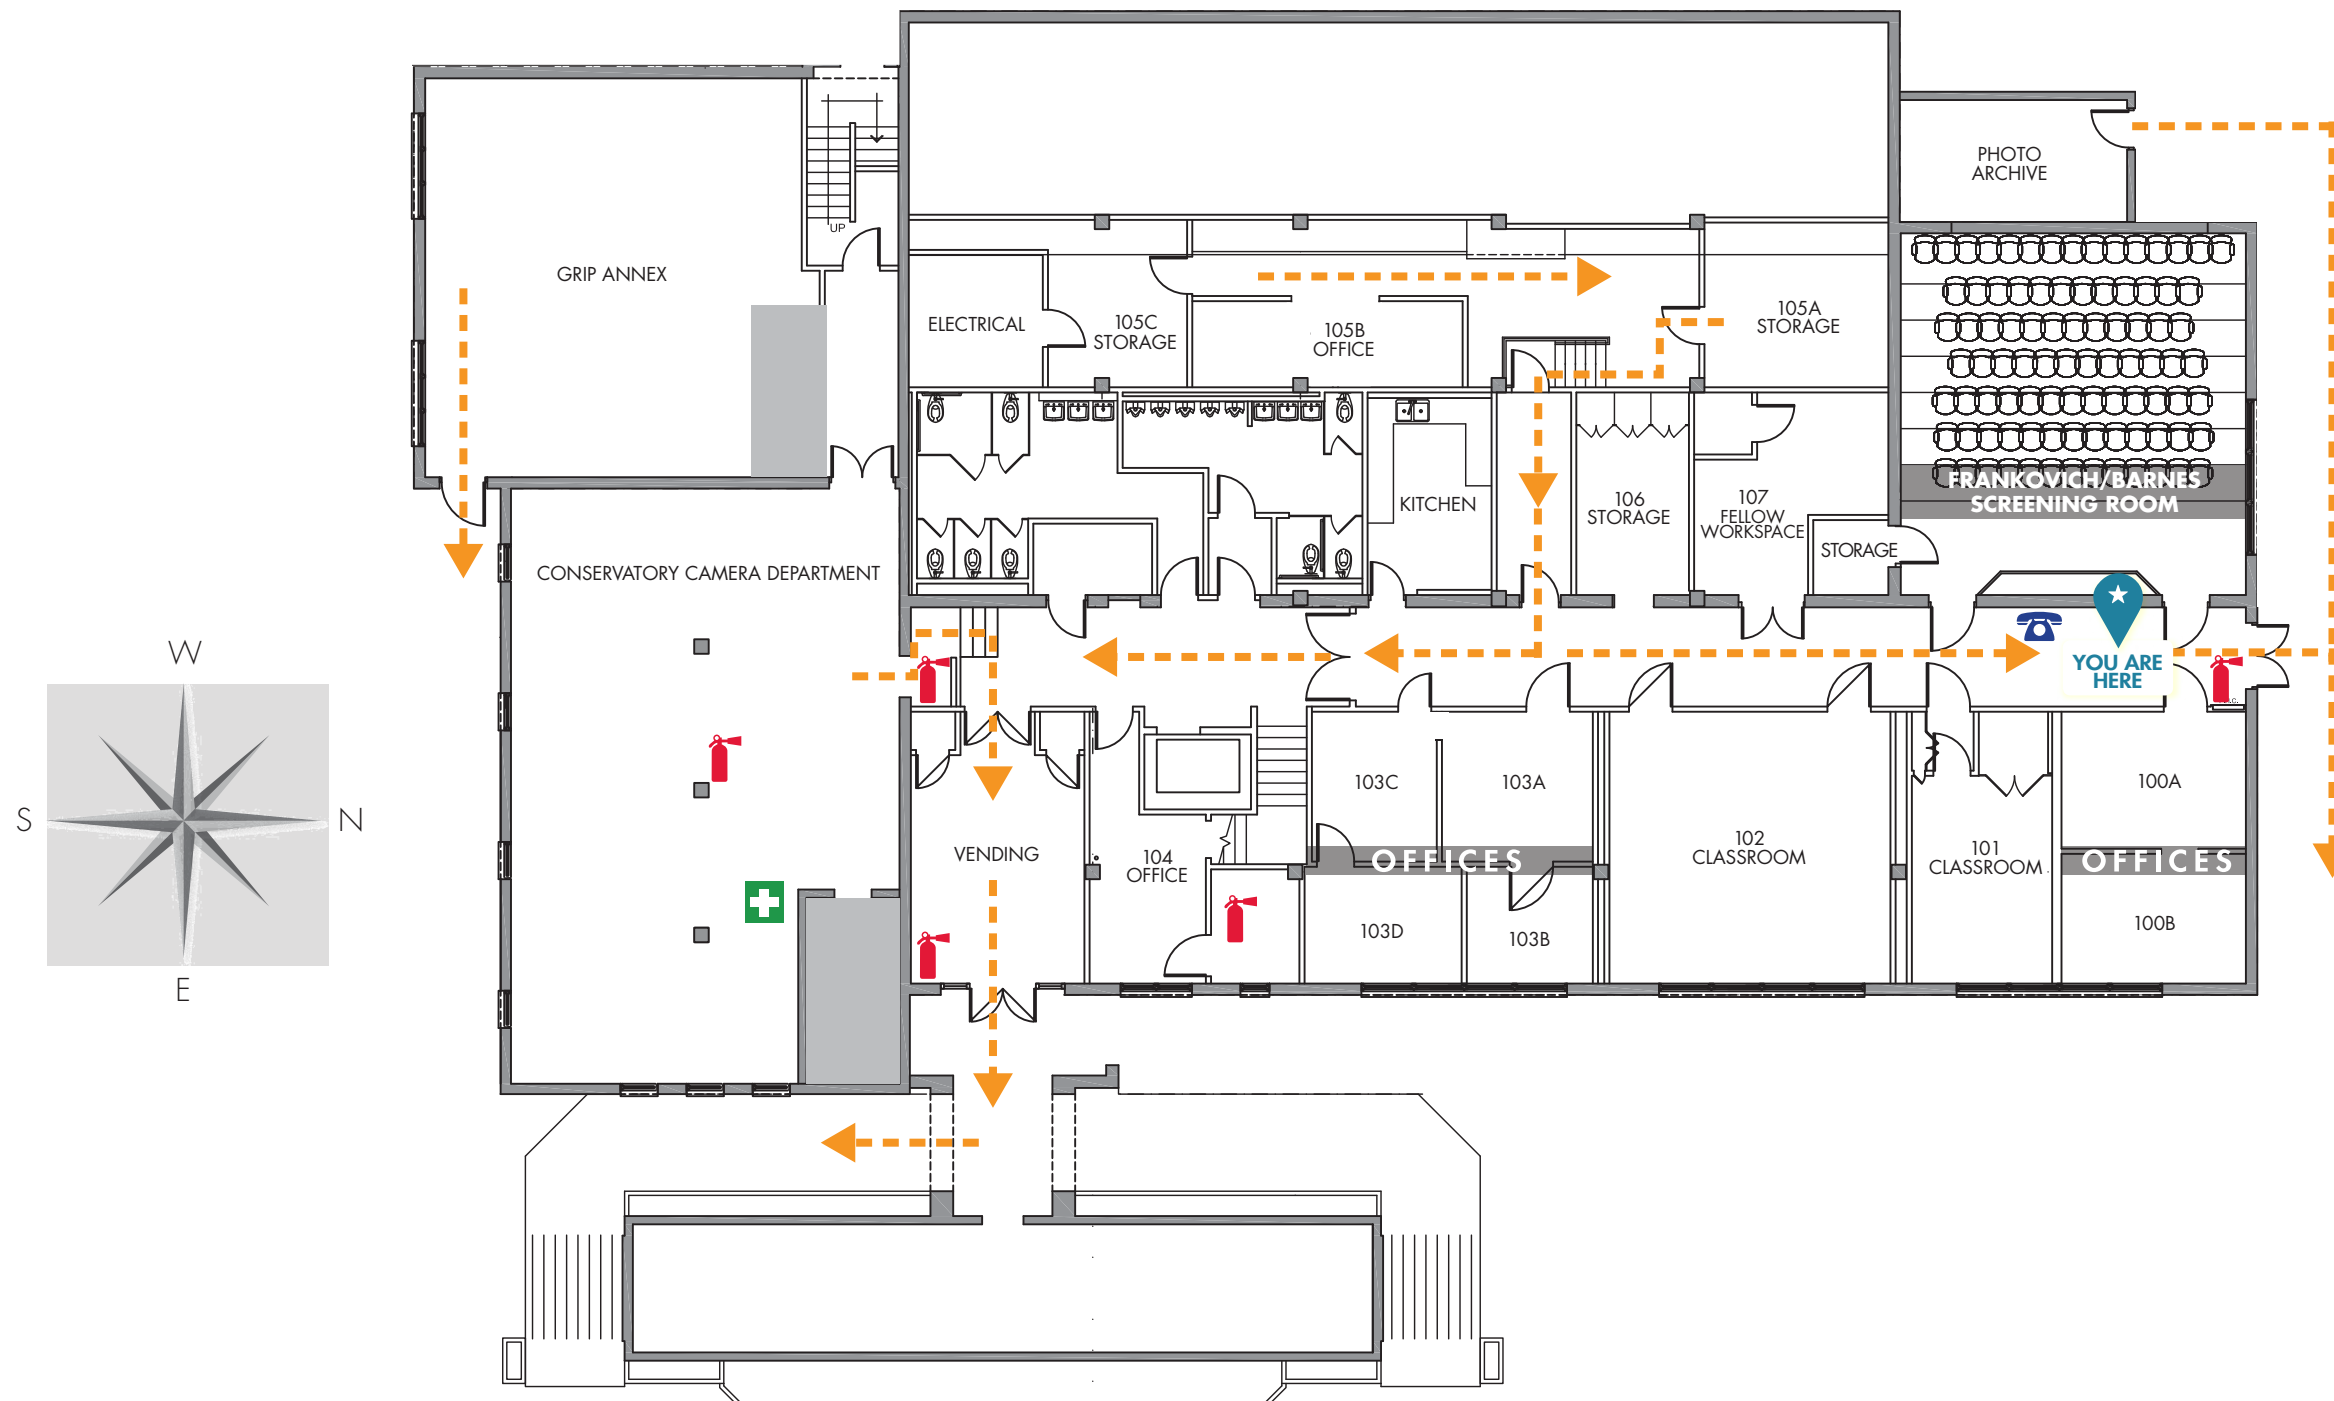 PHOTO
ARCHIVE
UP
GRIP ANNEX
ELECTRICAL
105C
STORAGE
105B
OFFICE
105A
STORAGE
FRANKOVICH/BARNES
SCREENING ROOM
KITCHEN
106
STORAGE
107
FELLOW
WORKSPACE
STORAGE
CONSERVATORY CAMERA DEPARTMENT
YOU ARE
HERE
W
S
N
E
103C
103A
100A
VENDING
104
OFFICE
OFFICES
102
CLASSROOM
101
CLASSROOM
OFFICES
103D
103B
100B